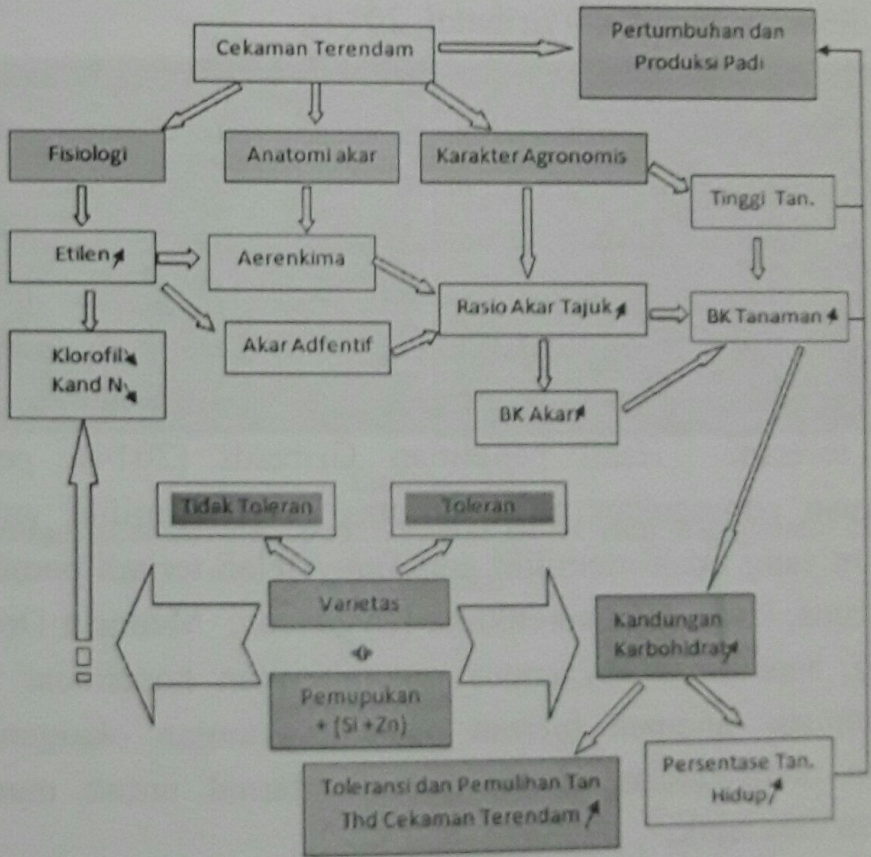 Cekaman Terendam
Pertumbuhan dan
Produksi Padi
Fisiologi
Anatomi akar
Karakter Agronomis
Tinggi Tan.
Etilen
Aerenkima
Rasio Akar Tajuk
BK Tanaman
Akar Adfentif
Klorofil
Kand N
BK Akar
Tidak Toleran
Toleran
Varietas
Kandungan
Karbohidrat
Pemupukan
+ (Si +Zn)
Toleransi dan Pemulihan Tan
Thd Cekaman Terendam
Persentase Tan.
Hidup